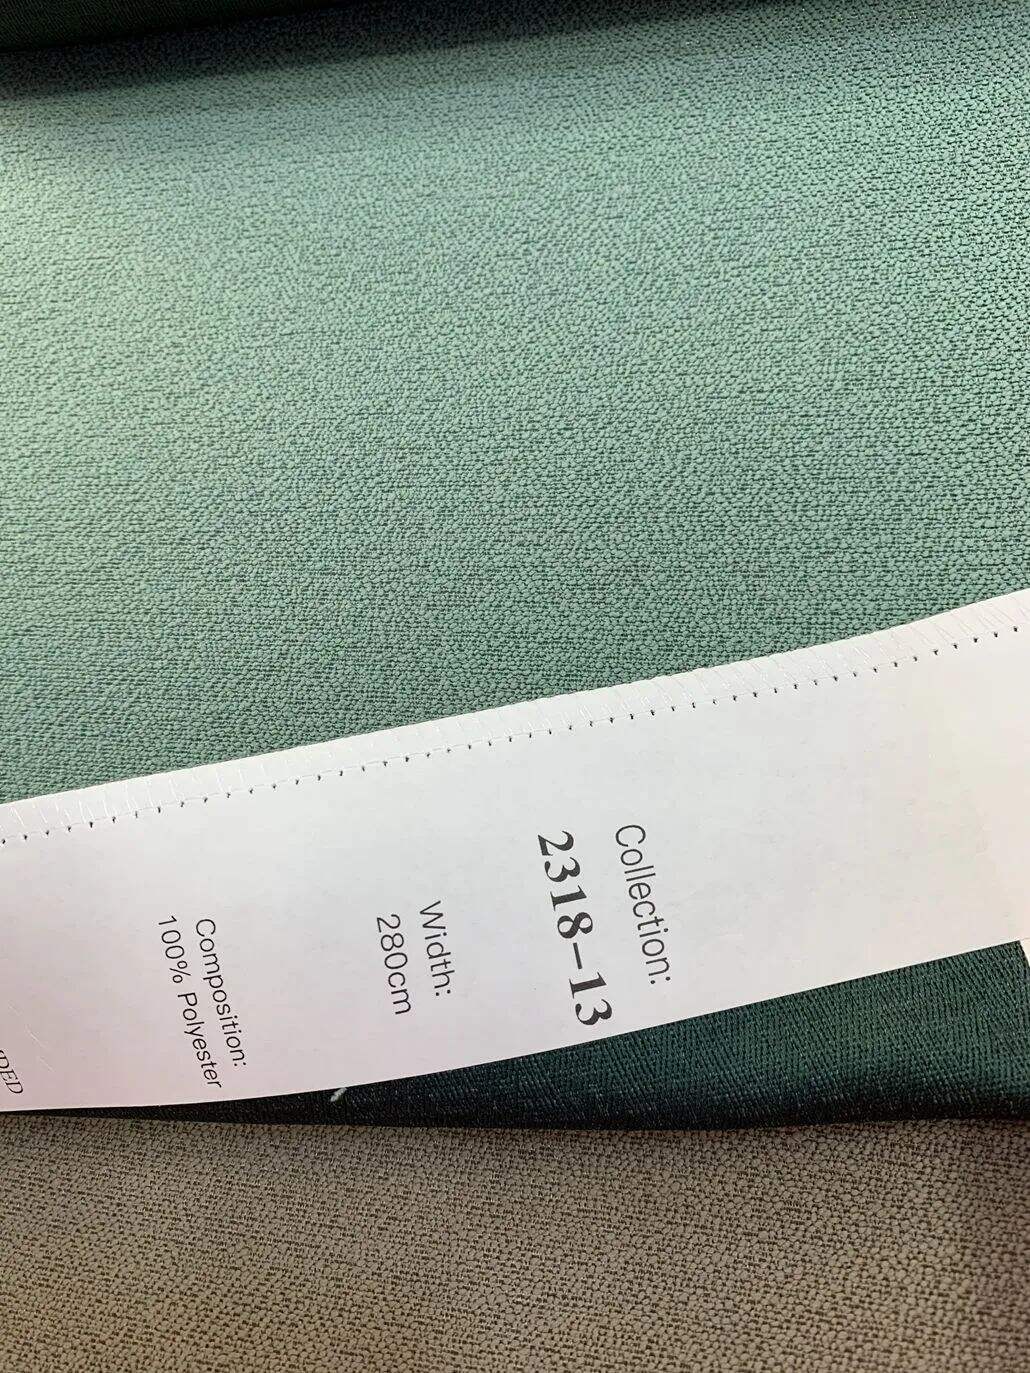 Collection:
2318-13
Width:
280cm
Composition:
100% Polyester